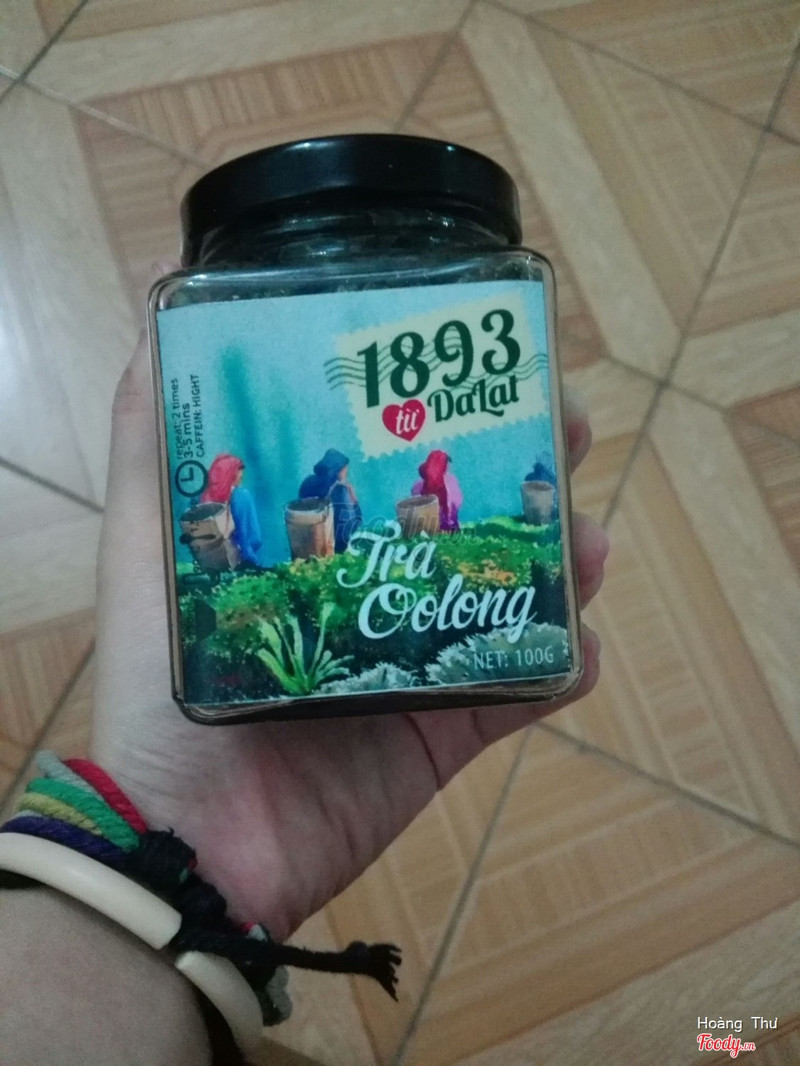 1893
từ DaLat
repeat: 2 times
3-5 mins
CAFFEIN: HIGHT
Trà
Oolong
NET: 100G
Hoàng Thư
Foody.vn